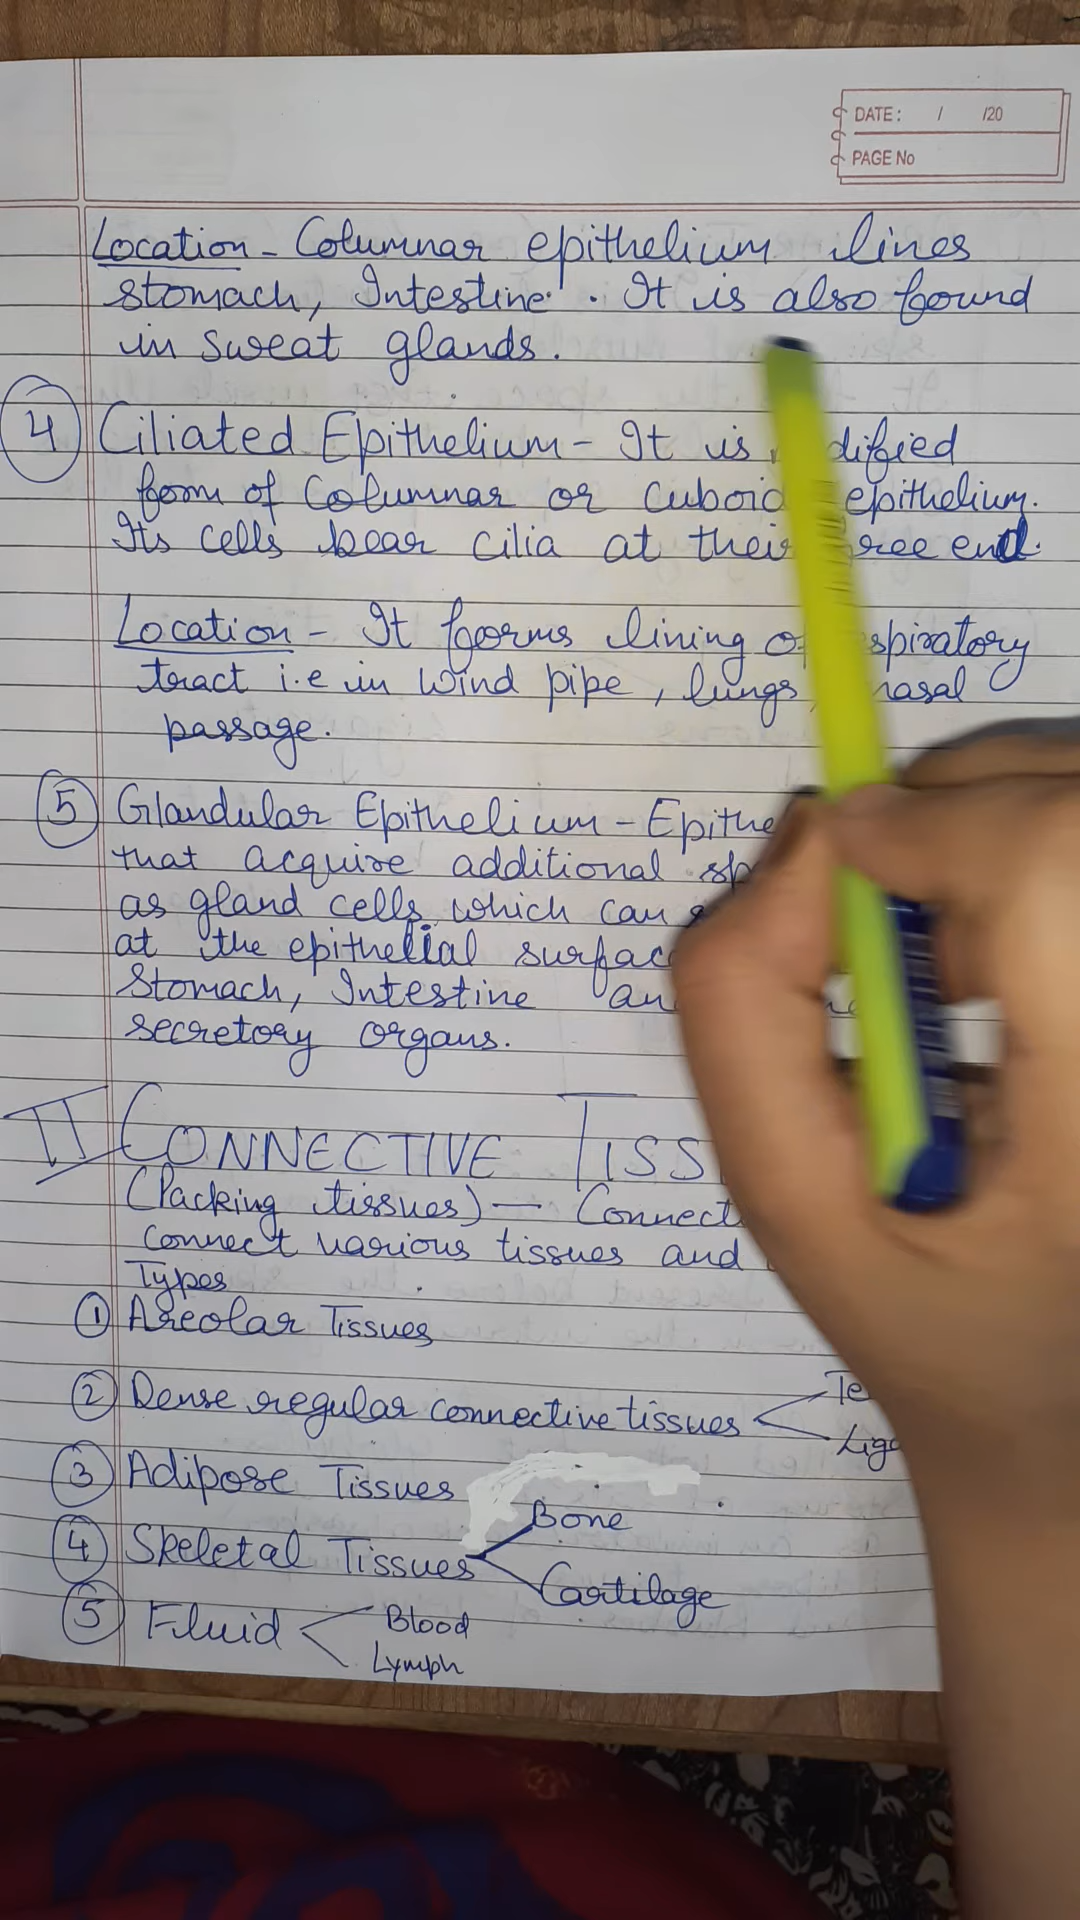 DATE: / /20
PAGE No
Location - Columnar epithelium lines
stomach, Intestine. It is also found
in sweat glands.
4 Ciliated Epithelium - It is
form of Columnar or cuboid epithelium.
Its cells bear cilia at their free end.
Location - It forms lining of
tract i.e in wind pipe, lungs, nasal
passage.
5 Glandular Epithelium -
that acquire additional
as gland cells, which can
at the epithelial
Stomach, Intestine
secretory organs.
II CONNECTIVE
(Packing tissues) —
connect various tissues and
Types
1 Areolar Tissues
2 Dense regular connective tissues
3 Adipose Tissues
4 Skeletal Tissues Bone
Cartilage
5 Fluid Blood
Lymph